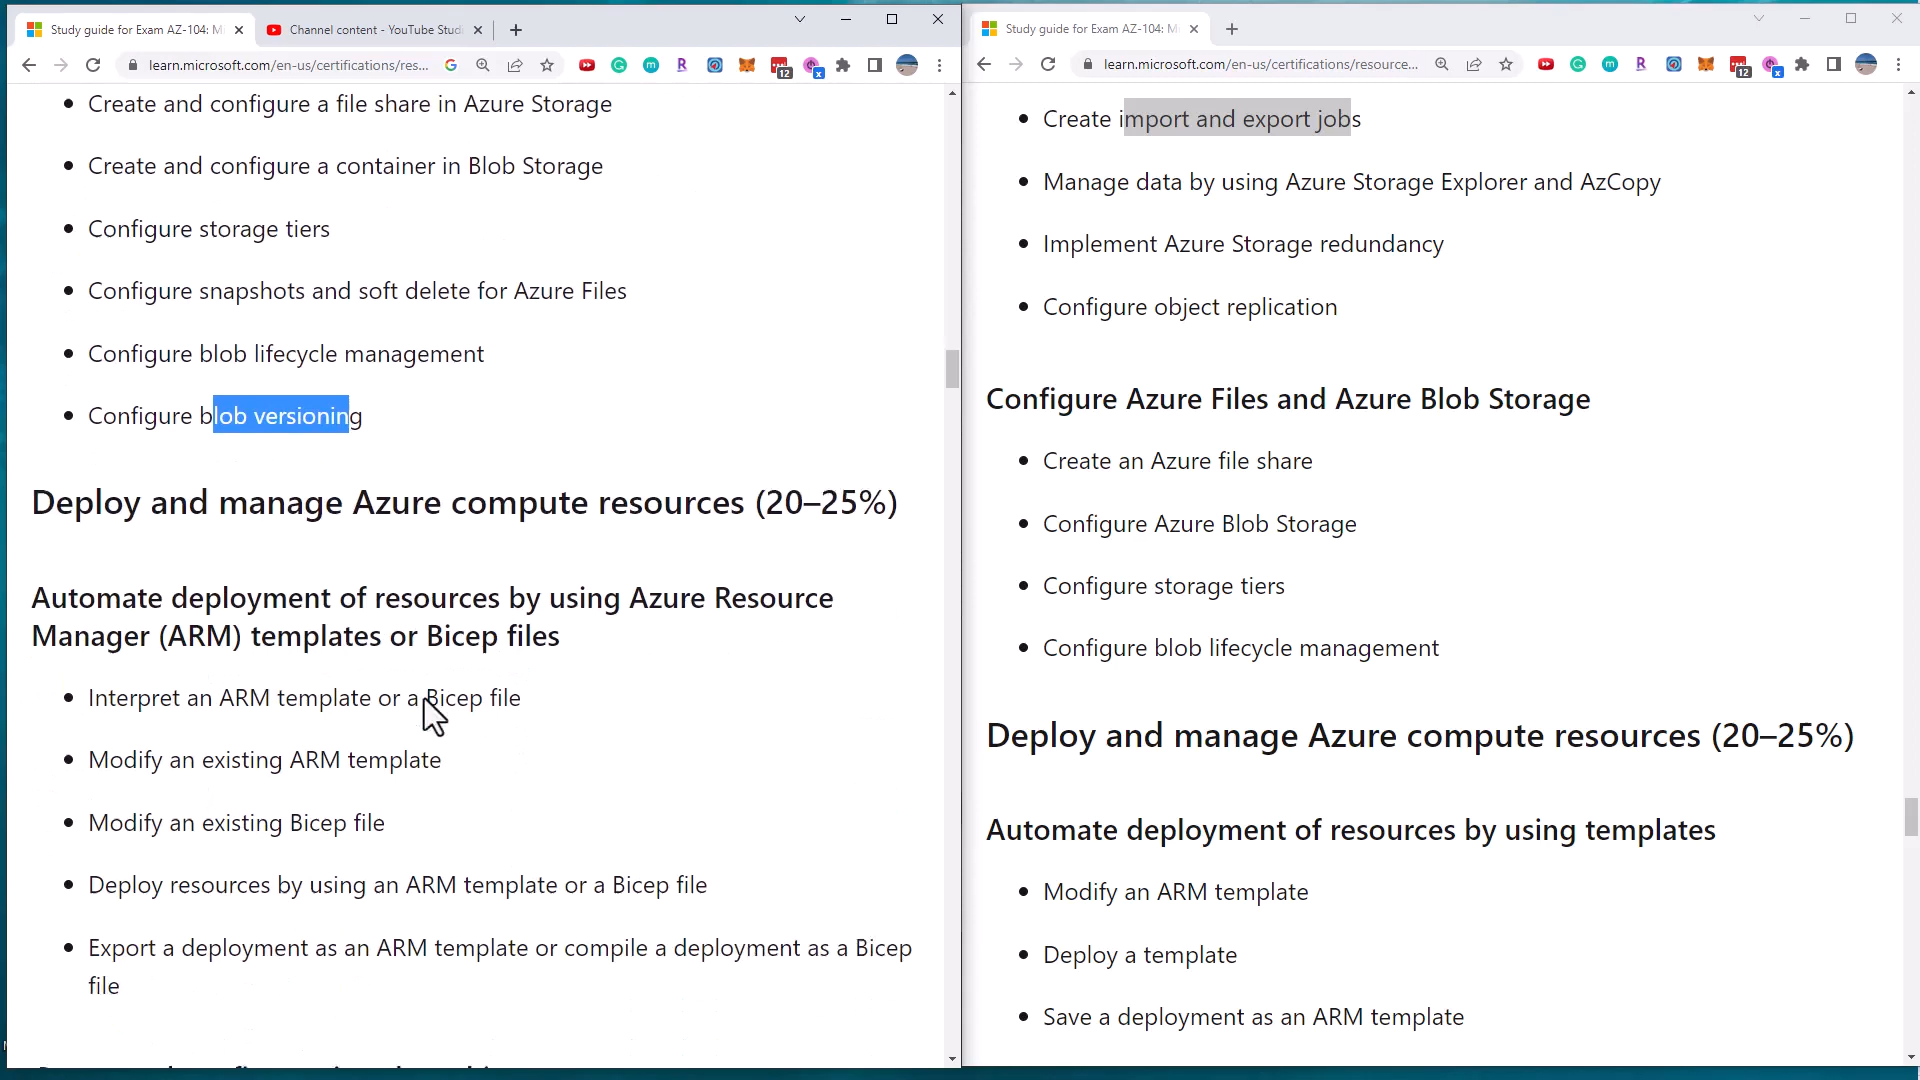 Study guide for Exam AZ-104: Mi
Channel content - YouTube Stud
learn.microsoft.com/en-us/certifications/res...
12
Create and configure a file share in Azure Storage
Create and configure a container in Blob Storage
Configure storage tiers
Configure snapshots and soft delete for Azure Files
Configure blob lifecycle management
Configure blob versioning
Deploy and manage Azure compute resources (20–25%)
Automate deployment of resources by using Azure Resource
Manager (ARM) templates or Bicep files
Interpret an ARM template or a Bicep file
Modify an existing ARM template
Modify an existing Bicep file
Deploy resources by using an ARM template or a Bicep file
Export a deployment as an ARM template or compile a deployment as a Bicep
file
Study guide for Exam AZ-104: Mi
learn.microsoft.com/en-us/certifications/resource...
12
Create import and export jobs
Manage data by using Azure Storage Explorer and AzCopy
Implement Azure Storage redundancy
Configure object replication
Configure Azure Files and Azure Blob Storage
Create an Azure file share
Configure Azure Blob Storage
Configure storage tiers
Configure blob lifecycle management
Deploy and manage Azure compute resources (20–25%)
Automate deployment of resources by using templates
Modify an ARM template
Deploy a template
Save a deployment as an ARM template